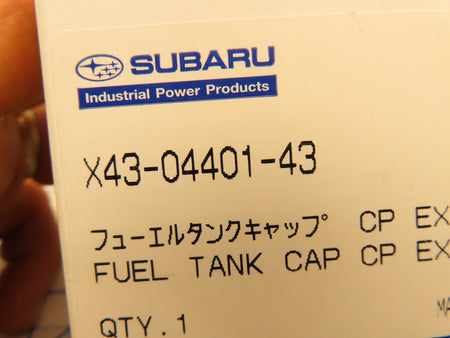 SUBARU
Industrial Power Products
X43-04401-43
フューエルタンクキャップ CP EX
FUEL TANK CAP CP EX
QTY.1
MA